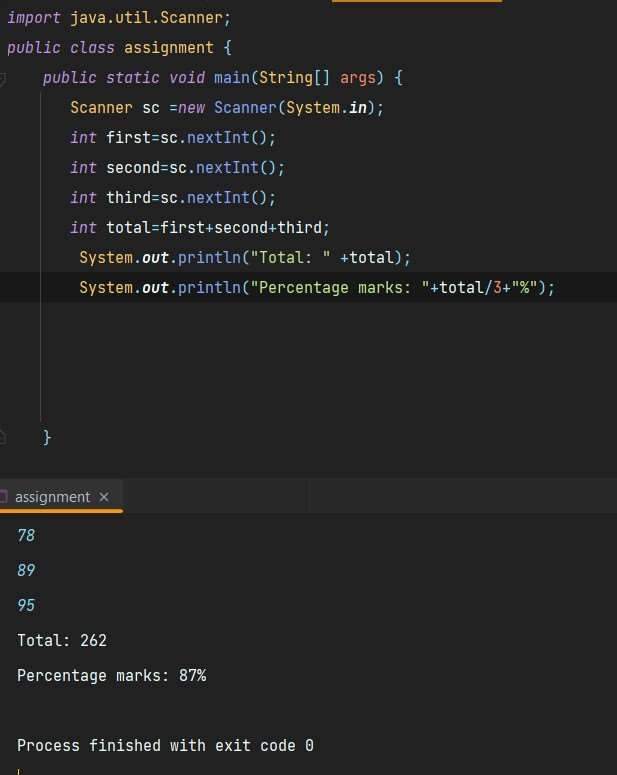 import java.util.Scanner;
public class assignment {
public static void main(String[] args) {
Scanner sc =new Scanner(System.in);
int first=sc.nextInt();
int second=sc.nextInt();
int third=sc.nextInt();
int total=first+second+third;
System.out.println("Total: " +total);
System.out.println("Percentage marks: "+total/3+"%");
}
assignment ×
78
89
95
Total: 262
Percentage marks: 87%
Process finished with exit code 0